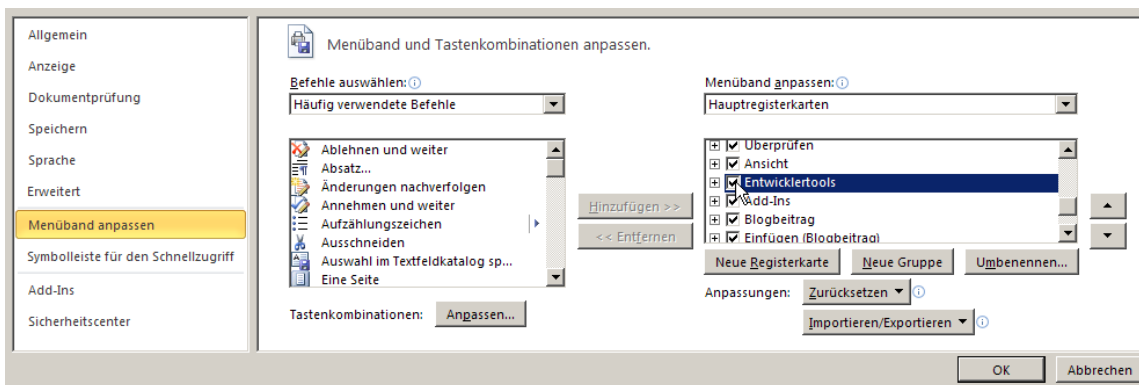 Allgemein
Anzeige
Dokumentprüfung
Speichern
Sprache
Erweitert
Menüband anpassen
Symbolleiste für den Schnellzugriff
Add-Ins
Sicherheitscenter
Menüband und Tastenkombinationen anpassen.
Befehle auswählen:
Häufig verwendete Befehle
Ablehnen und weiter
Absatz...
Änderungen nachverfolgen
Annehmen und weiter
Aufzählungszeichen
Ausschneiden
Auswahl im Textfeldkatalog sp...
Eine Seite
Tastenkombinationen: Anpassen...
Hinzufügen >>
<< Entfernen
Menüband anpassen:
Hauptregisterkarten
Überprüfen
Ansicht
Entwicklertools
Add-Ins
Blogbeitrag
Einfügen (Blogbeitrag)
Neue Registerkarte Neue Gruppe Umbenennen...
Anpassungen: Zurücksetzen
Importieren/Exportieren
OK Abbrechen